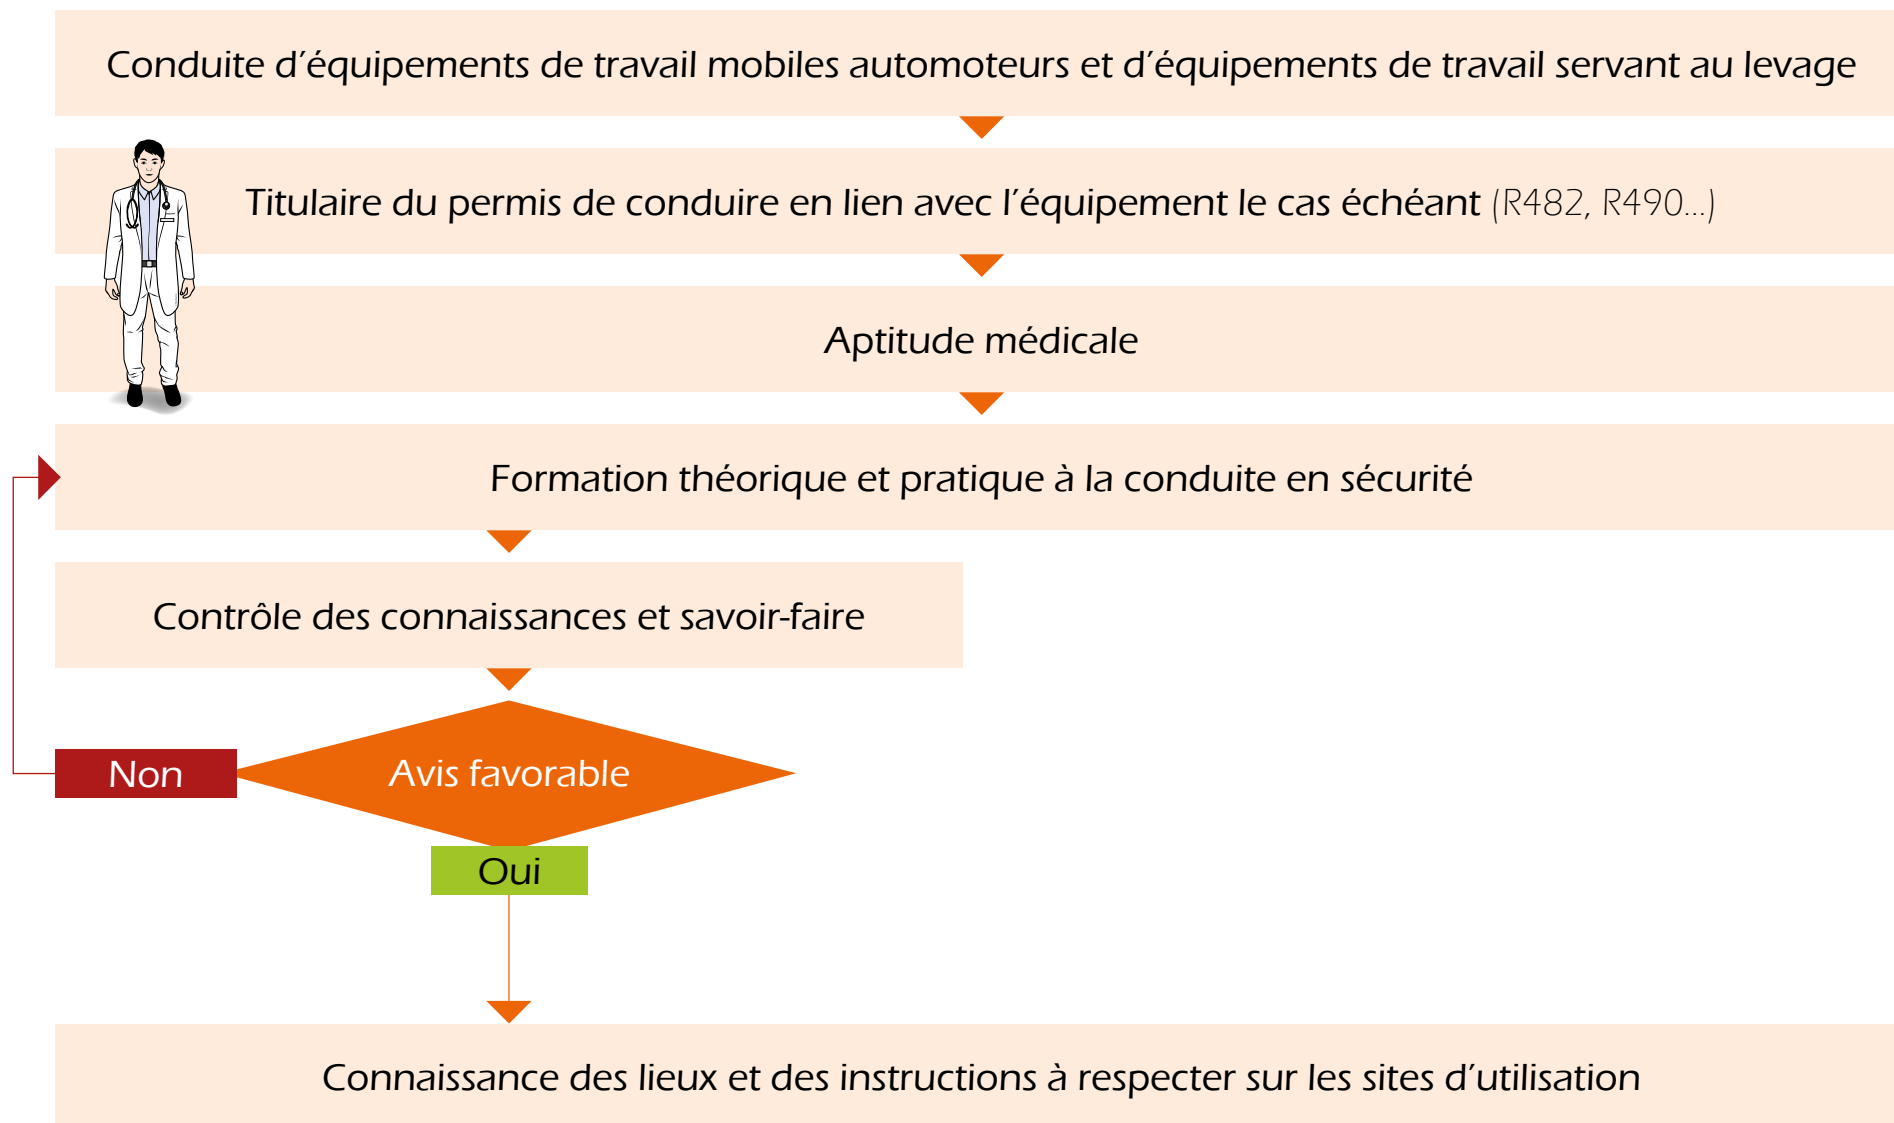 Conduite d’équipements de travail mobiles automoteurs et d’équipements de travail servant au levage
Titulaire du permis de conduire en lien avec l’équipement le cas échéant (R482, R490...)
Aptitude médicale
Formation théorique et pratique à la conduite en sécurité
Contrôle des connaissances et savoir-faire
Non
Avis favorable
Oui
Connaissance des lieux et des instructions à respecter sur les sites d’utilisation